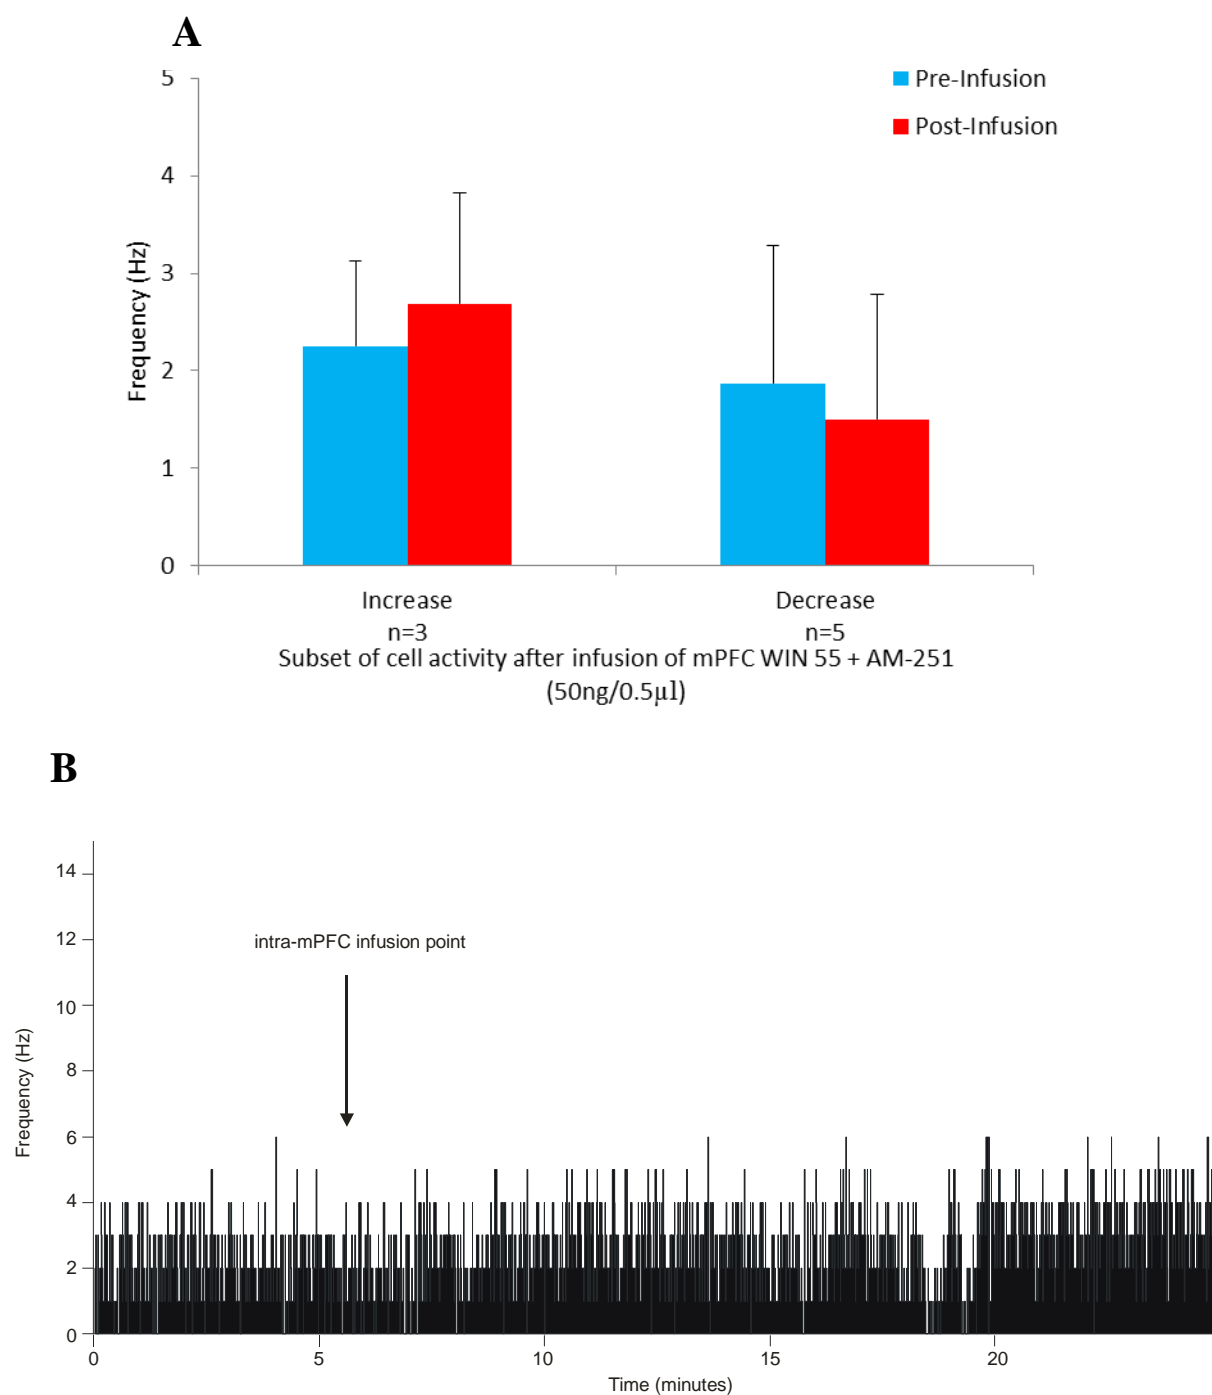 A
Pre-Infusion
Post-Infusion
5
4
3
2
1
0
Frequency (Hz)
Increase
n=3
Decrease
n=5
Subset of cell activity after infusion of mPFC WIN 55 + AM-251
(50ng/0.5µl)
B
14
12
10
8
6
4
2
0
Frequency (Hz)
intra-mPFC infusion point
0 5 10 15 20
Time (minutes)